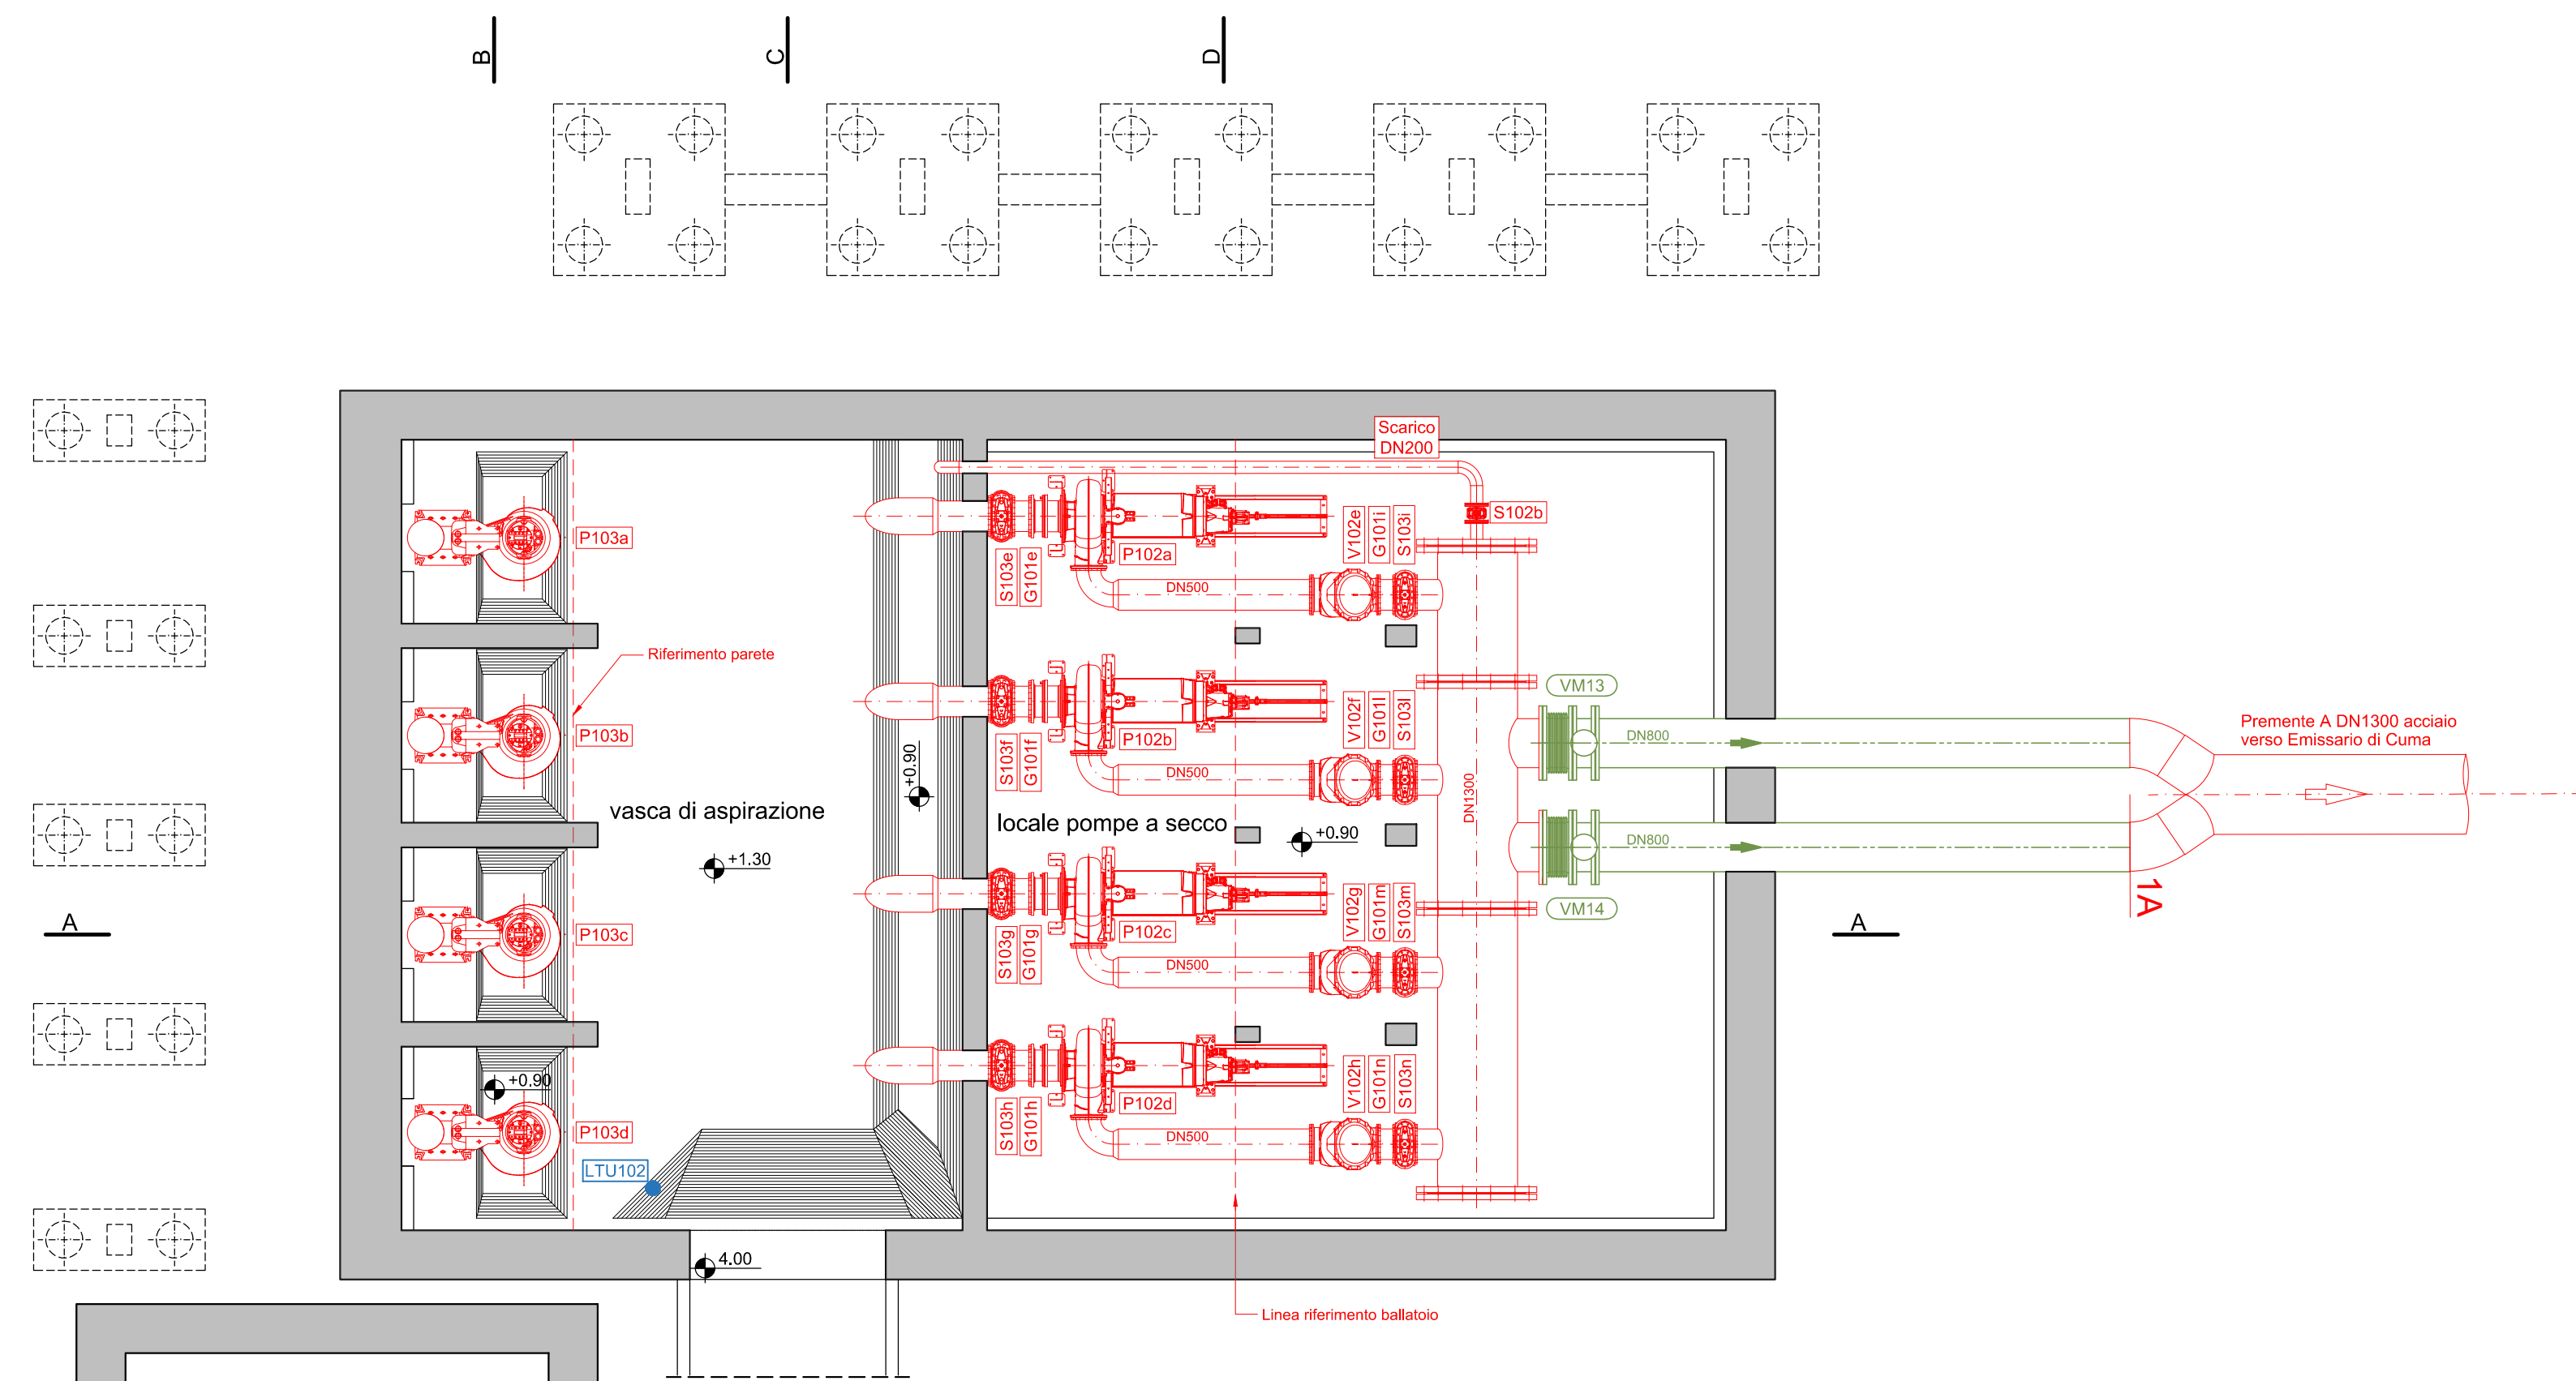 B
C
D
Scarico
DN200
S102b
P103a
P102a
S103e
G101e
V102e
G101i
S103i
DN500
Riferimento parete
P103b
P102b
S103f
G101f
V102f
G101l
S103l
DN500
VM13
DN800
Premente A DN1300 acciaio
verso Emissario di Cuma
+0.90
DN1300
vasca di aspirazione
locale pompe a secco
+0.90
+1.30
DN800
VM14
1A
A
A
P103c
P102c
S103g
G101g
V102g
G101m
S103m
DN500
+0.90
P103d
P102d
S103h
G101h
V102h
G101n
S103n
DN500
LTU102
4.00
Linea riferimento ballatoio